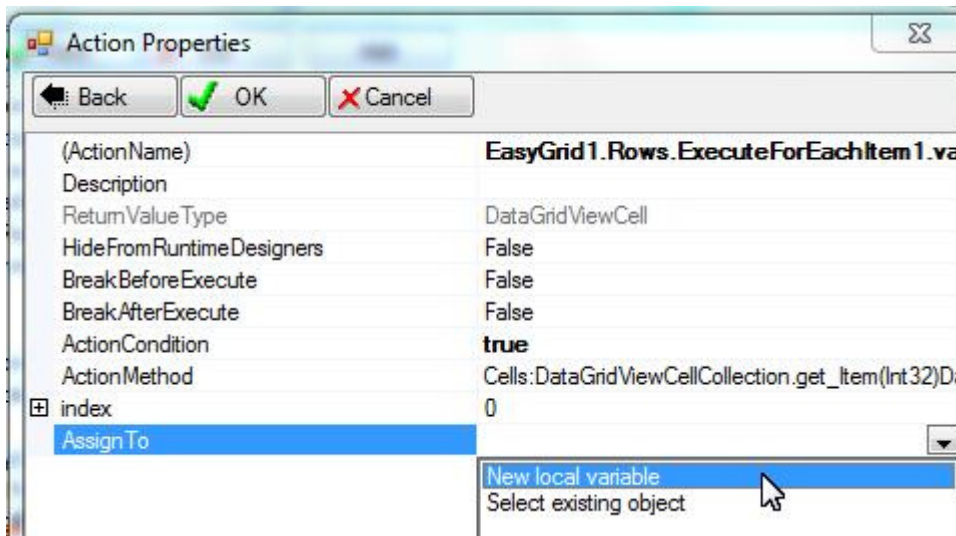 Action Properties
Back OK Cancel
(ActionName) EasyGrid1.Rows.ExecuteForEachItem1.va
Description
ReturnValueType DataGridViewCell
HideFromRuntimeDesigners False
BreakBeforeExecute False
BreakAfterExecute False
ActionCondition true
ActionMethod Cells:DataGridViewCellCollection.get_Item(Int32)Da
index 0
AssignTo
New local variable
Select existing object